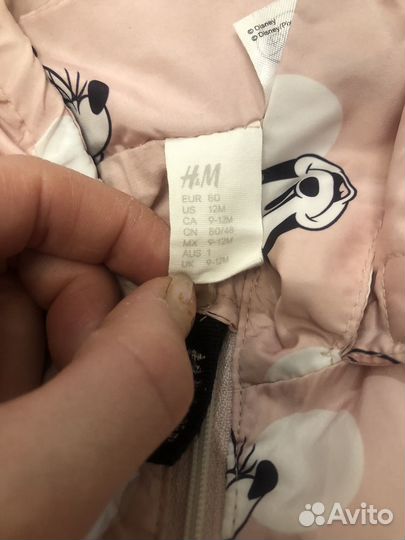 © Disney
© Disney/Pix
H&M
EUR 80
US 12M
CA 9-12M
CN 80/48
MX 9-12M
AUS 1
UK 9-12M
Avito